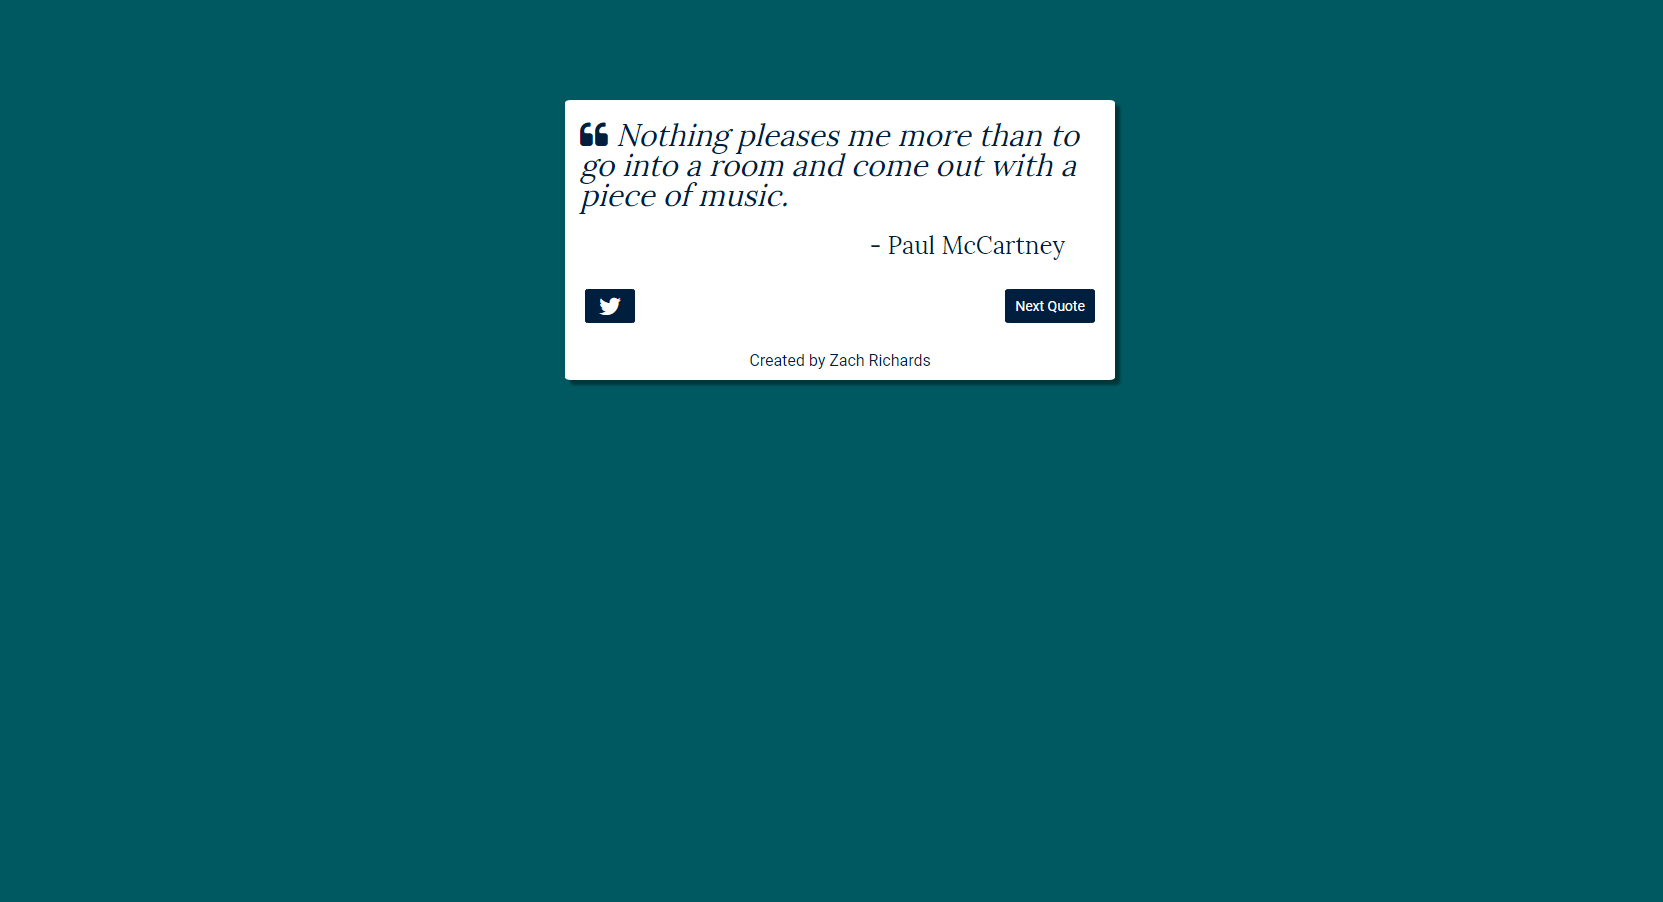 ❝ Nothing pleases me more than to
go into a room and come out with a
piece of music.
- Paul McCartney
Next Quote
Created by Zach Richards